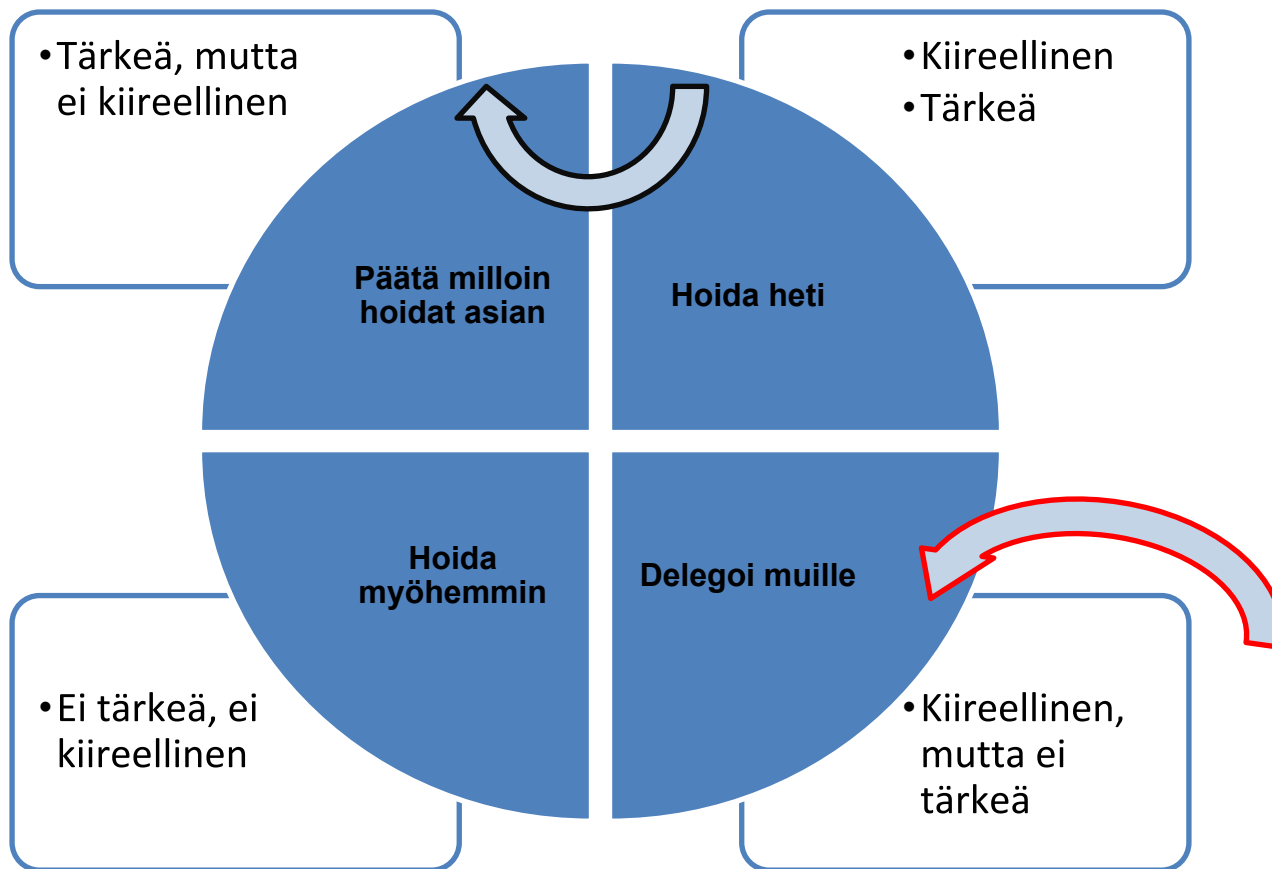 •Tärkeä, mutta
ei kiireellinen
•Kiireellinen
•Tärkeä
Päätä milloin
hoidat asian
Hoida heti
Hoida
myöhemmin
Delegoi muille
•Ei tärkeä, ei
kiireellinen
•Kiireellinen,
mutta ei
tärkeä